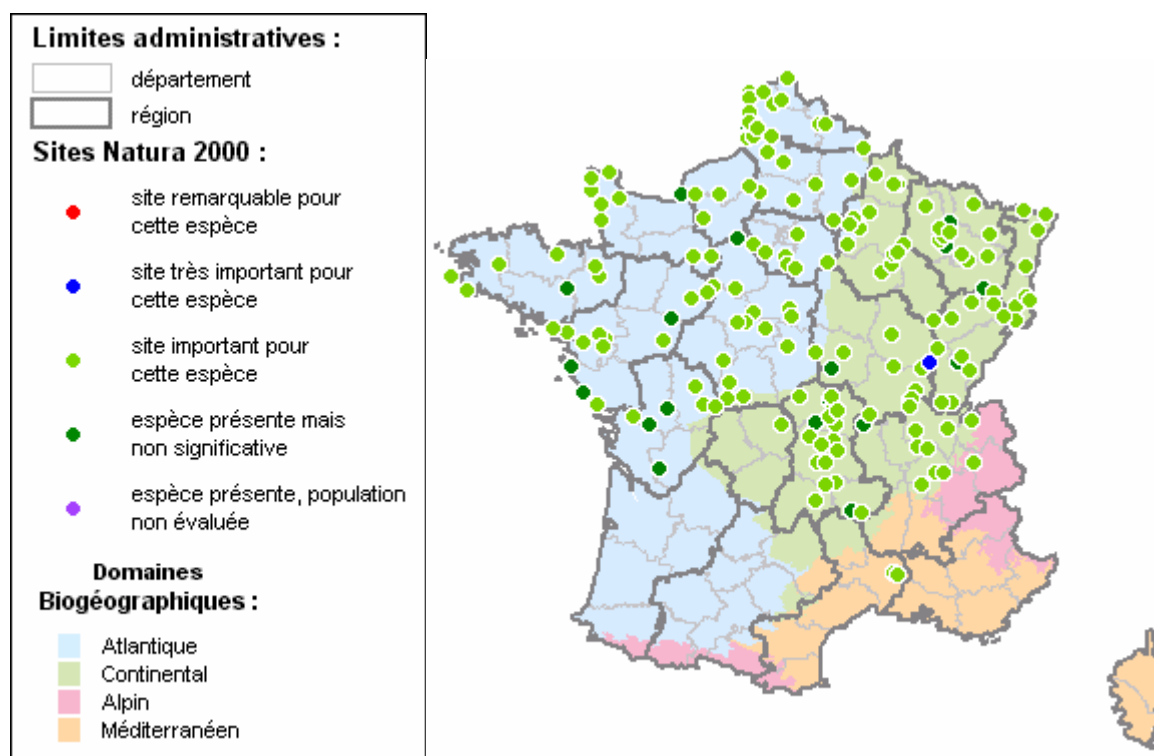 Limites administratives :
département
région
Sites Natura 2000 :
site remarquable pour
cette espèce
site très important pour
cette espèce
site important pour
cette espèce
espèce présente mais
non significative
espèce présente, population
non évaluée
Domaines
Biogéographiques :
Atlantique
Continental
Alpin
Méditerranéen